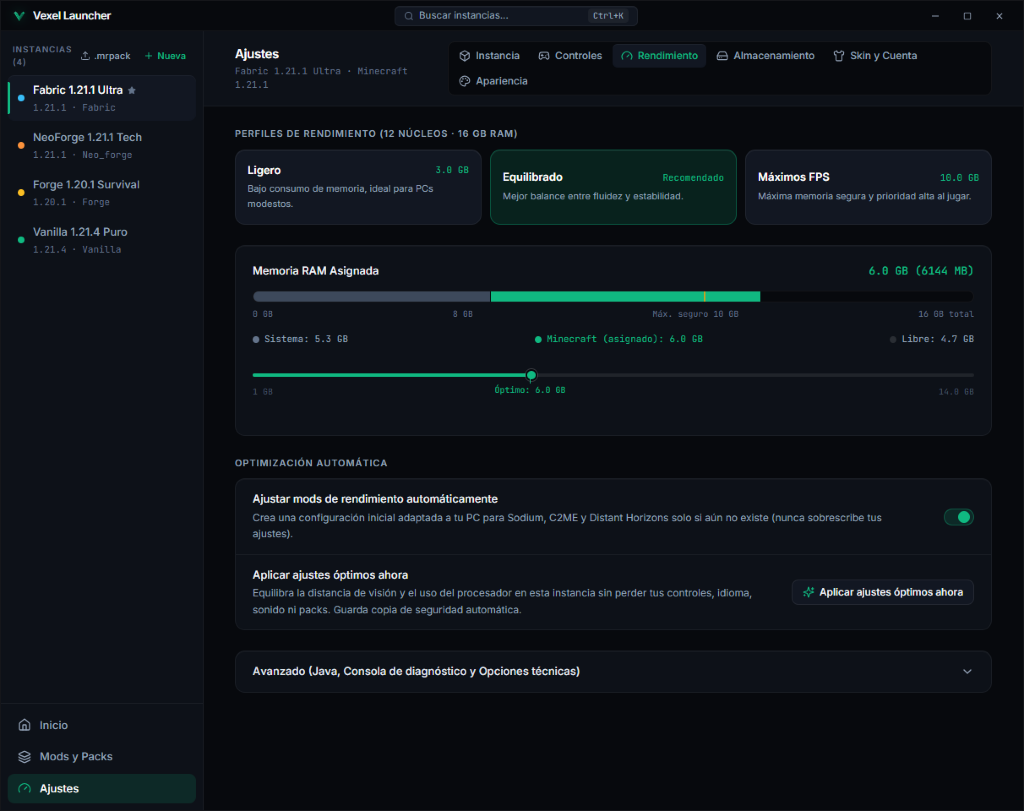 Vexel Launcher
Buscar instancias...
Ctrl+K
INSTANCIAS
(4)
.mrpack
+ Nueva
Fabric 1.21.1 Ultra
1.21.1 · Fabric
NeoForge 1.21.1 Tech
1.21.1 · Neo_forge
Forge 1.20.1 Survival
1.20.1 · Forge
Vanilla 1.21.4 Puro
1.21.4 · Vanilla
Inicio
Mods y Packs
Ajustes
Ajustes
Fabric 1.21.1 Ultra · Minecraft
1.21.1
Instancia
Controles
Rendimiento
Almacenamiento
Skin y Cuenta
Apariencia
PERFILES DE RENDIMIENTO (12 NÚCLEOS · 16 GB RAM)
Ligero
3.0 GB
Bajo consumo de memoria, ideal para PCs
modestos.
Equilibrado
Recomendado
Mejor balance entre fluidez y estabilidad.
Máximos FPS
10.0 GB
Máxima memoria segura y prioridad alta al jugar.
Memoria RAM Asignada
6.0 GB (6144 MB)
0 GB
8 GB
Máx. seguro 10 GB
16 GB total
Sistema: 5.3 GB
Minecraft (asignado): 6.0 GB
Libre: 4.7 GB
1 GB
Óptimo: 6.0 GB
14.0 GB
OPTIMIZACIÓN AUTOMÁTICA
Ajustar mods de rendimiento automáticamente
Crea una configuración inicial adaptada a tu PC para Sodium, C2ME y Distant Horizons solo si aún no existe (nunca sobrescribe tus
ajustes).
Aplicar ajustes óptimos ahora
Equilibra la distancia de visión y el uso del procesador en esta instancia sin perder tus controles, idioma,
sonido ni packs. Guarda copia de seguridad automática.
Aplicar ajustes óptimos ahora
Avanzado (Java, Consola de diagnóstico y Opciones técnicas)